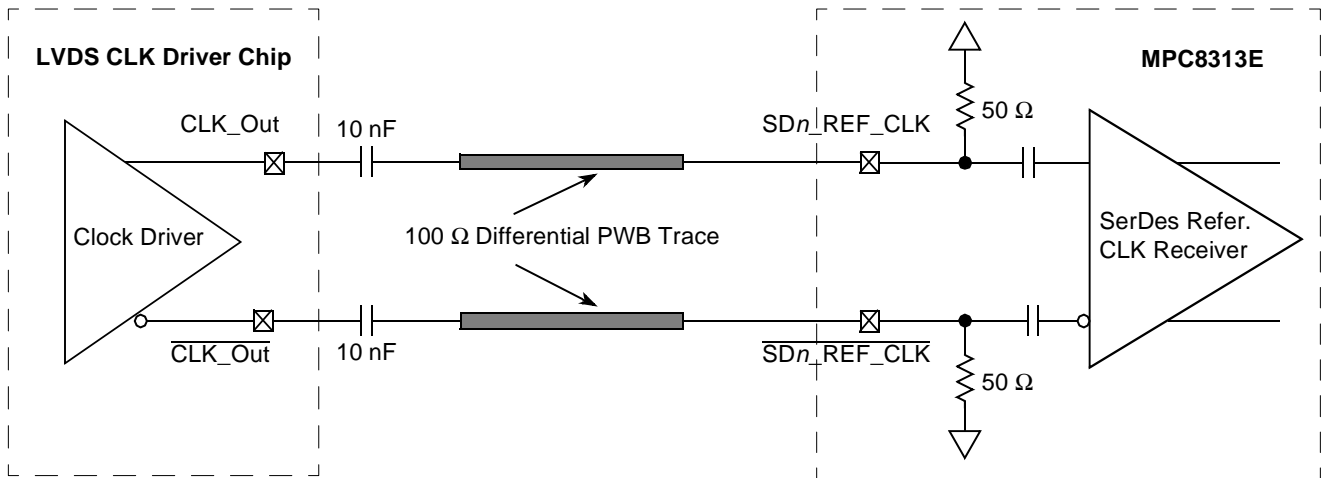 LVDS CLK Driver Chip
MPC8313E
50 Ω
CLK_Out
10 nF
SDn_REF_CLK
Clock Driver
100 Ω Differential PWB Trace
SerDes Refer.
CLK Receiver
CLK_Out
10 nF
SDn_REF_CLK
50 Ω